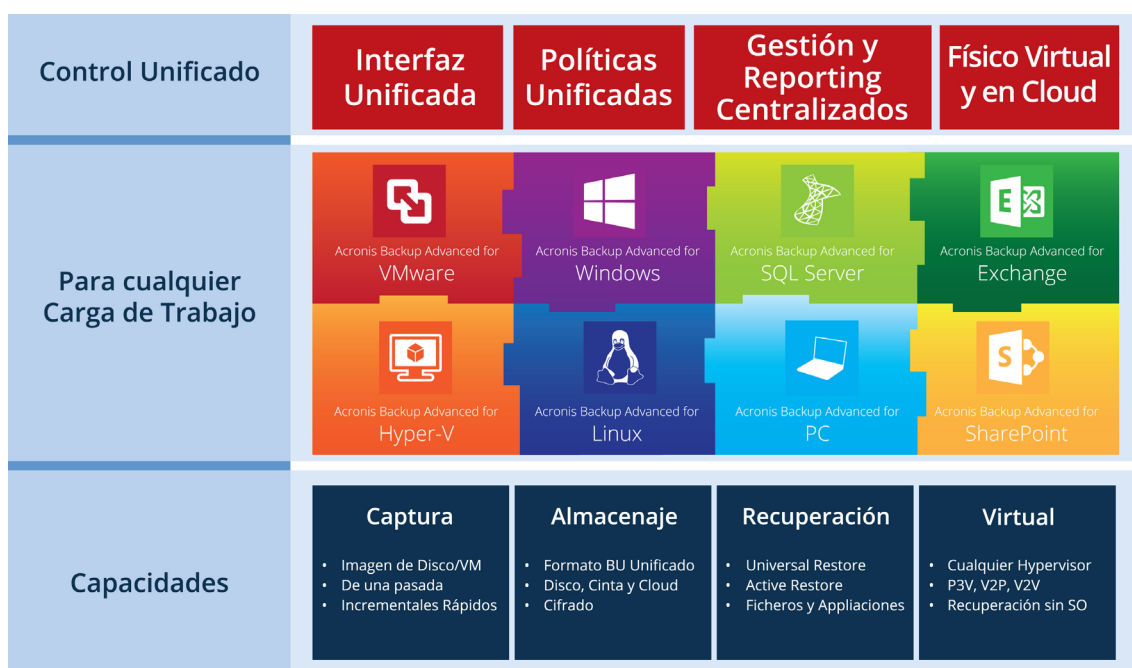 Control Unificado
Interfaz
Unificada
Políticas
Unificadas
Gestión y
Reporting
Centralizados
Físico Virtual
y en Cloud
Para cualquier
Carga de Trabajo
Acronis Backup Advanced for
VMware
Acronis Backup Advanced for
Windows
Acronis Backup Advanced for
SQL Server
E
Acronis Backup Advanced for
Exchange
Acronis Backup Advanced for
Hyper-V
Acronis Backup Advanced for
Linux
Acronis Backup Advanced for
PC
S
Acronis Backup Advanced for
SharePoint
Capacidades
Captura
• Imagen de Disco/VM
• De una pasada
• Incrementales Rápidos
Almacenaje
• Formato BU Unificado
• Disco, Cinta y Cloud
• Cifrado
Recuperación
• Universal Restore
• Active Restore
• Ficheros y Appliaciones
Virtual
• Cualquier Hypervisor
• P3V, V2P, V2V
• Recuperación sin SO